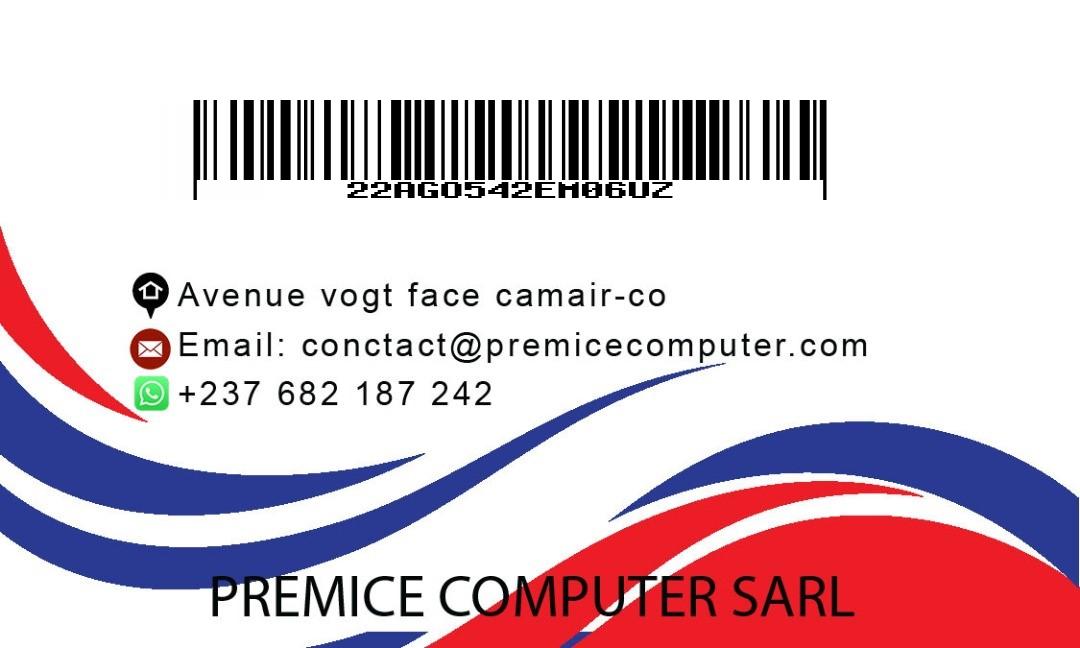 22AG0542EM06UZ
Avenue vogt face camair-co
Email: conctact@premicecomputer.com
+237 682 187 242
PREMICE COMPUTER SARL